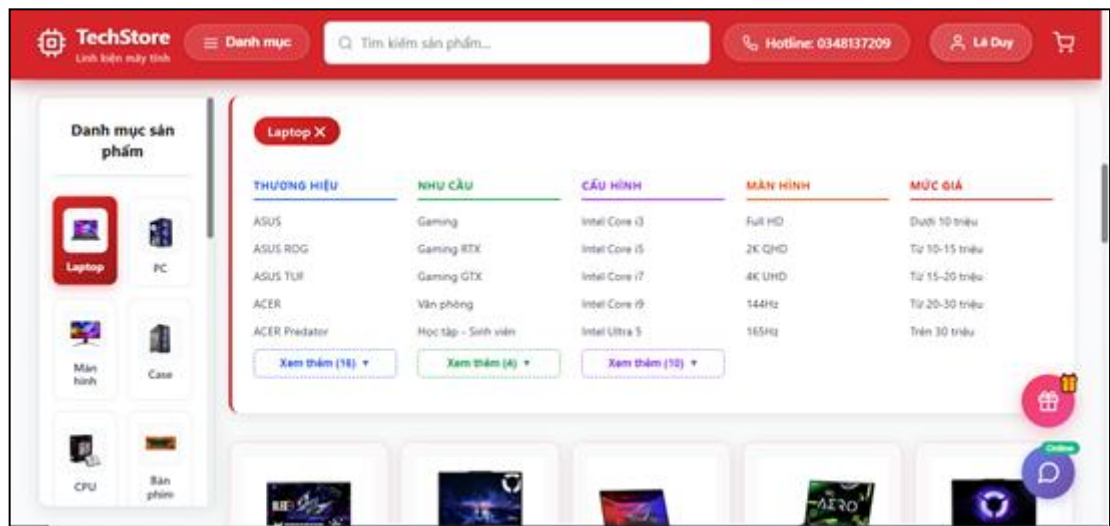 TechStore
Linh kiện máy tính
Danh mục
Tìm kiếm sản phẩm...
Hotline: 0348137209
Lê Duy
Danh mục sản
phẩm
Laptop
PC
Màn
hình
Case
CPU
Bàn
phím
Laptop X
THƯƠNG HIỆU
ASUS
ASUS ROG
ASUS TUF
ACER
ACER Predator
Xem thêm (16) ▼
NHU CẦU
Gaming
Gaming RTX
Gaming GTX
Văn phòng
Học tập - Sinh viên
Xem thêm (4) ▼
CẤU HÌNH
Intel Core i3
Intel Core i5
Intel Core i7
Intel Core i9
Intel Ultra 5
Xem thêm (10) ▼
MÀN HÌNH
Full HD
2K QHD
4K UHD
144Hz
165Hz
MỨC GIÁ
Dưới 10 triệu
Từ 10-15 triệu
Từ 15-20 triệu
Từ 20-30 triệu
Trên 30 triệu
Online
AERO